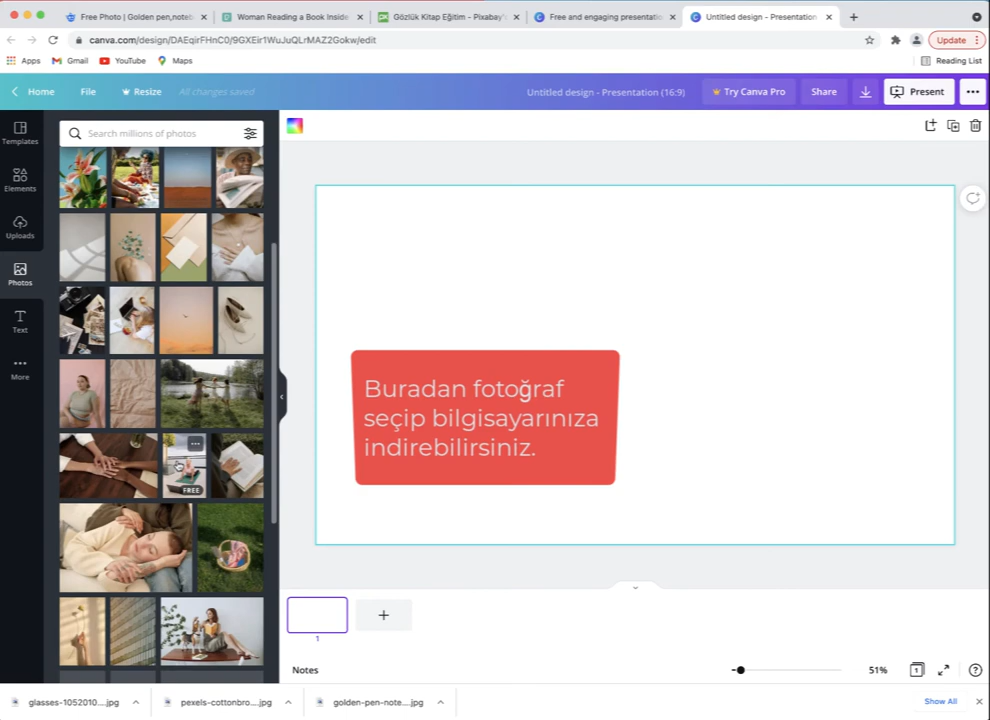 Free Photo | Golden pen,noteb
Woman Reading a Book Inside
Gözlük Kitap Eğitim - Pixabay'
Free and engaging presentatio
Untitled design - Presentation
canva.com/design/DAEqirFHnC0/9GXEir1WuJuQLrMAZ2Gokw/edit
Update
Apps
Gmail
YouTube
Maps
Reading List
Home
File
Resize
All changes saved
Untitled design - Presentation (16:9)
Try Canva Pro
Share
Present
Search millions of photos
Templates
Elements
Uploads
Photos
Text
More
FREE
Buradan fotoğraf
seçip bilgisayarınıza
indirebilirsiniz.
1
Notes
51%
1
glasses-1052010....jpg
pexels-cottonbro....jpg
golden-pen-note....jpg
Show All